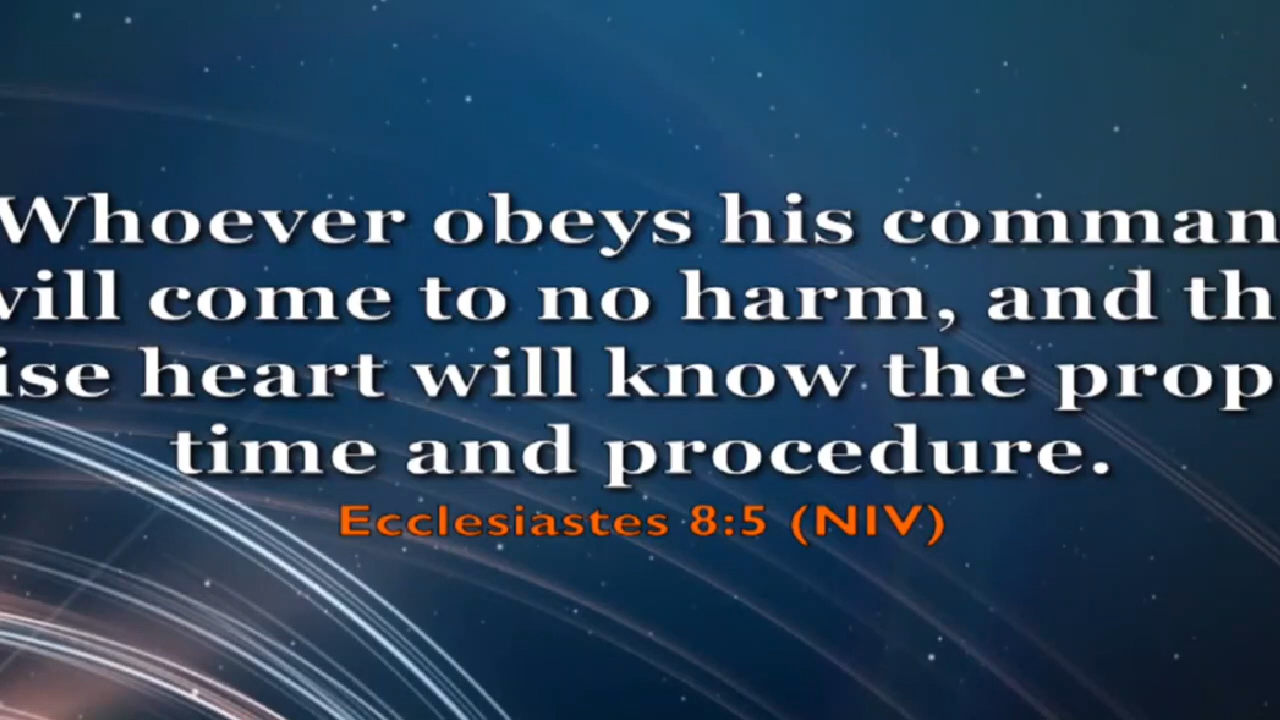 Whoever obeys his comman
will come to no harm, and th
ise heart will know the prop
time and procedure.
Ecclesiastes 8:5 (NIV)